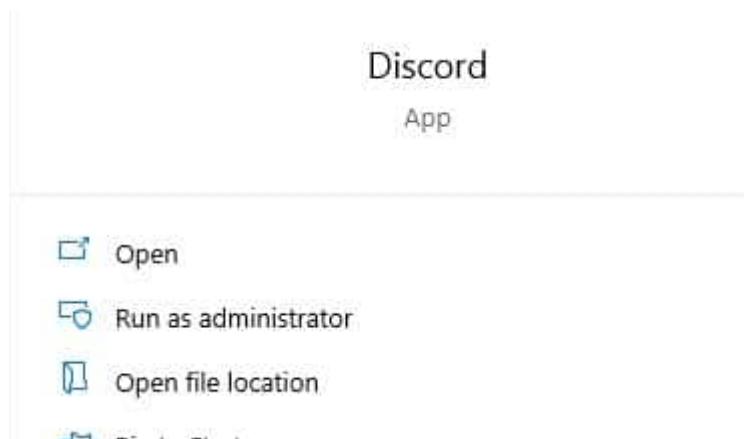 Discord
App
Open
Run as administrator
Open file location